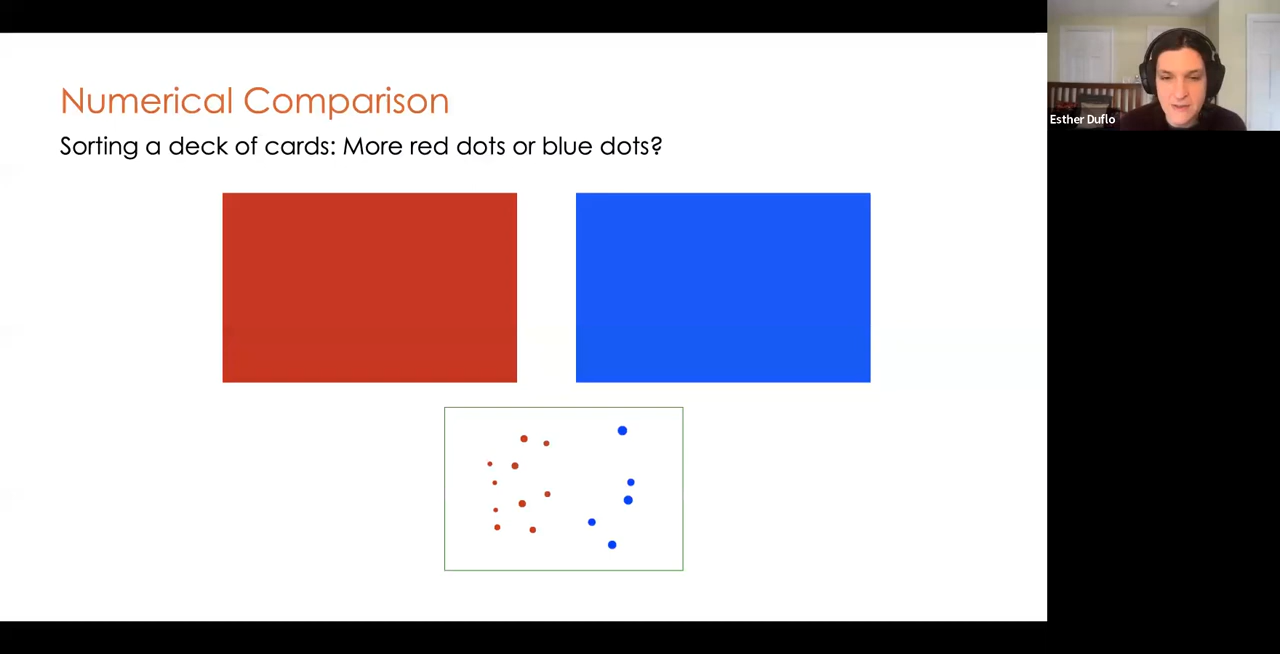 Numerical Comparison
Sorting a deck of cards: More red dots or blue dots?
Esther Duflo